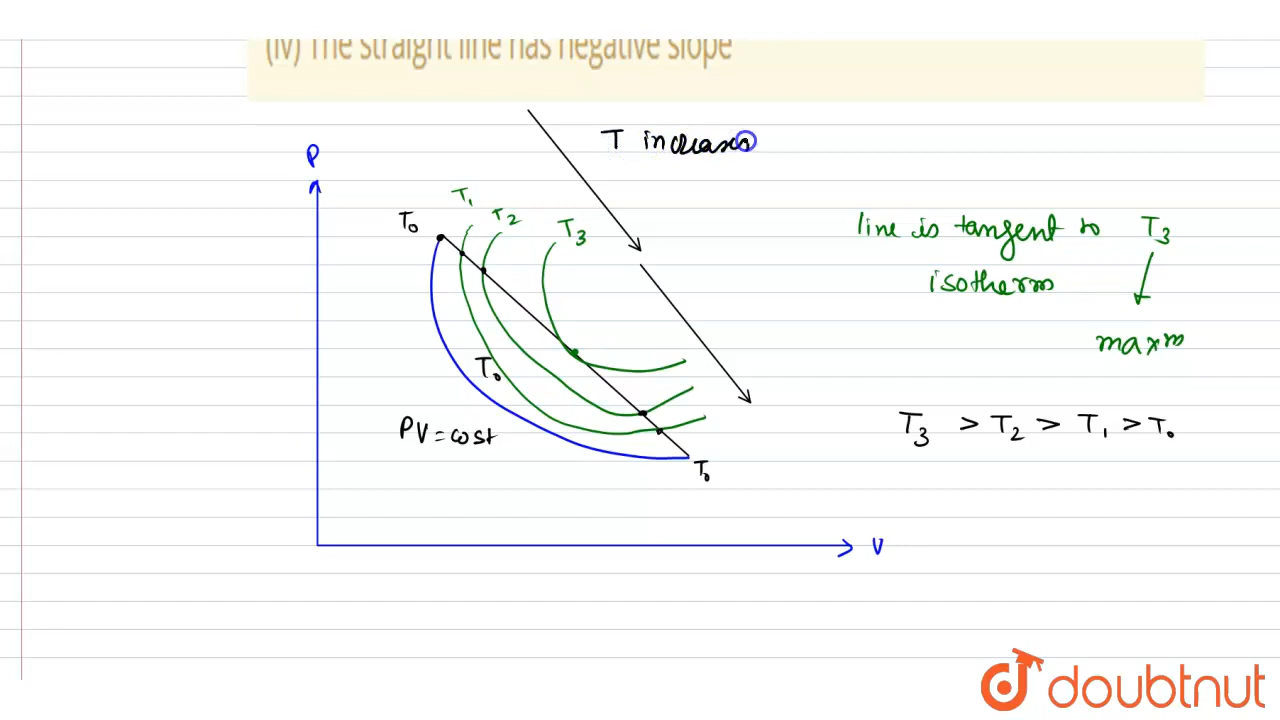 (iv) The straight line has negative slope
T increases
P
T₁
T₂
T₀
T₃
line is tangent to T₃
isotherm
maxm
T₀
PV = cost
T₃ > T₂ > T₁ > T₀
T₀
V
doubtnut